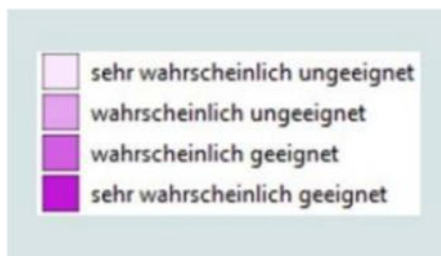 sehr wahrscheinlich ungeeignet
wahrscheinlich ungeeignet
wahrscheinlich geeignet
sehr wahrscheinlich geeignet